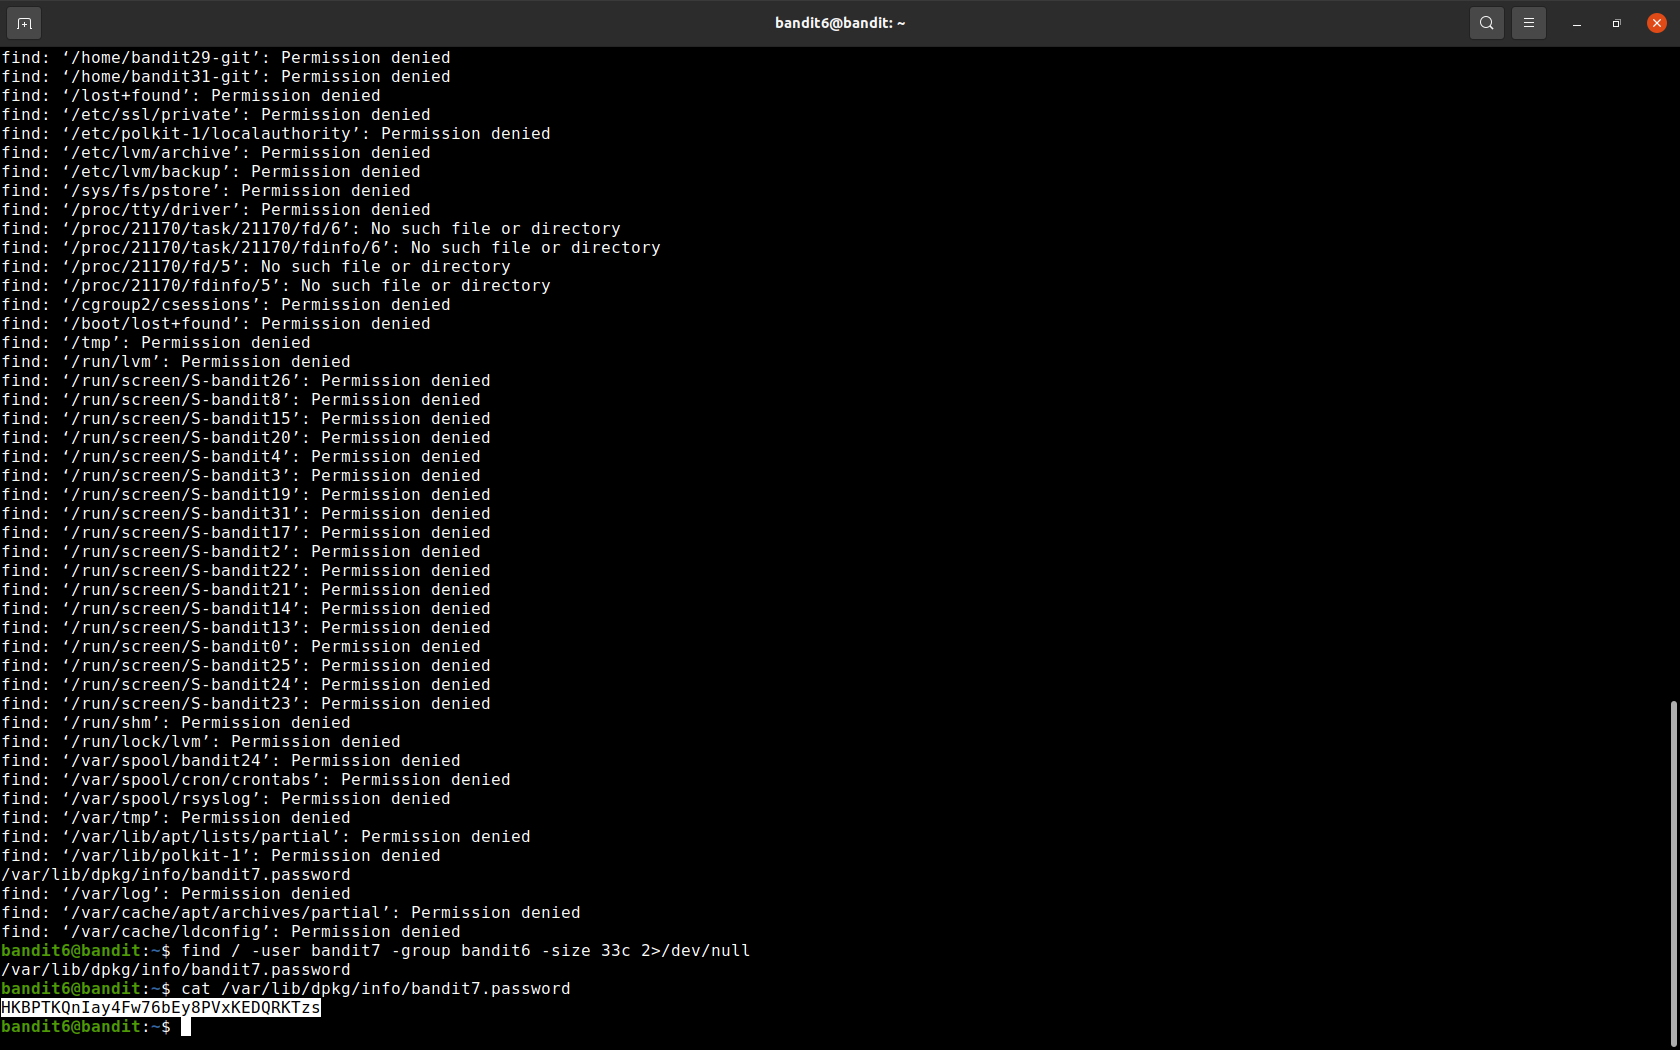 bandit6@bandit: ~
find: ‘/home/bandit29-git’: Permission denied
find: ‘/home/bandit31-git’: Permission denied
find: ‘/lost+found’: Permission denied
find: ‘/etc/ssl/private’: Permission denied
find: ‘/etc/polkit-1/localauthority’: Permission denied
find: ‘/etc/lvm/archive’: Permission denied
find: ‘/etc/lvm/backup’: Permission denied
find: ‘/sys/fs/pstore’: Permission denied
find: ‘/proc/tty/driver’: Permission denied
find: ‘/proc/21170/task/21170/fd/6’: No such file or directory
find: ‘/proc/21170/task/21170/fdinfo/6’: No such file or directory
find: ‘/proc/21170/fd/5’: No such file or directory
find: ‘/proc/21170/fdinfo/5’: No such file or directory
find: ‘/cgroup2/csessions’: Permission denied
find: ‘/boot/lost+found’: Permission denied
find: ‘/tmp’: Permission denied
find: ‘/run/lvm’: Permission denied
find: ‘/run/screen/S-bandit26’: Permission denied
find: ‘/run/screen/S-bandit8’: Permission denied
find: ‘/run/screen/S-bandit15’: Permission denied
find: ‘/run/screen/S-bandit20’: Permission denied
find: ‘/run/screen/S-bandit4’: Permission denied
find: ‘/run/screen/S-bandit3’: Permission denied
find: ‘/run/screen/S-bandit19’: Permission denied
find: ‘/run/screen/S-bandit31’: Permission denied
find: ‘/run/screen/S-bandit17’: Permission denied
find: ‘/run/screen/S-bandit2’: Permission denied
find: ‘/run/screen/S-bandit22’: Permission denied
find: ‘/run/screen/S-bandit21’: Permission denied
find: ‘/run/screen/S-bandit14’: Permission denied
find: ‘/run/screen/S-bandit13’: Permission denied
find: ‘/run/screen/S-bandit0’: Permission denied
find: ‘/run/screen/S-bandit25’: Permission denied
find: ‘/run/screen/S-bandit24’: Permission denied
find: ‘/run/screen/S-bandit23’: Permission denied
find: ‘/run/shm’: Permission denied
find: ‘/run/lock/lvm’: Permission denied
find: ‘/var/spool/bandit24’: Permission denied
find: ‘/var/spool/cron/crontabs’: Permission denied
find: ‘/var/spool/rsyslog’: Permission denied
find: ‘/var/tmp’: Permission denied
find: ‘/var/lib/apt/lists/partial’: Permission denied
find: ‘/var/lib/polkit-1’: Permission denied
/var/lib/dpkg/info/bandit7.password
find: ‘/var/log’: Permission denied
find: ‘/var/cache/apt/archives/partial’: Permission denied
find: ‘/var/cache/ldconfig’: Permission denied
bandit6@bandit:~$ find / -user bandit7 -group bandit6 -size 33c 2>/dev/null
/var/lib/dpkg/info/bandit7.password
bandit6@bandit:~$ cat /var/lib/dpkg/info/bandit7.password
HKBPTKQnIay4Fw76bEy8PVxKEDQRKTzs
bandit6@bandit:~$